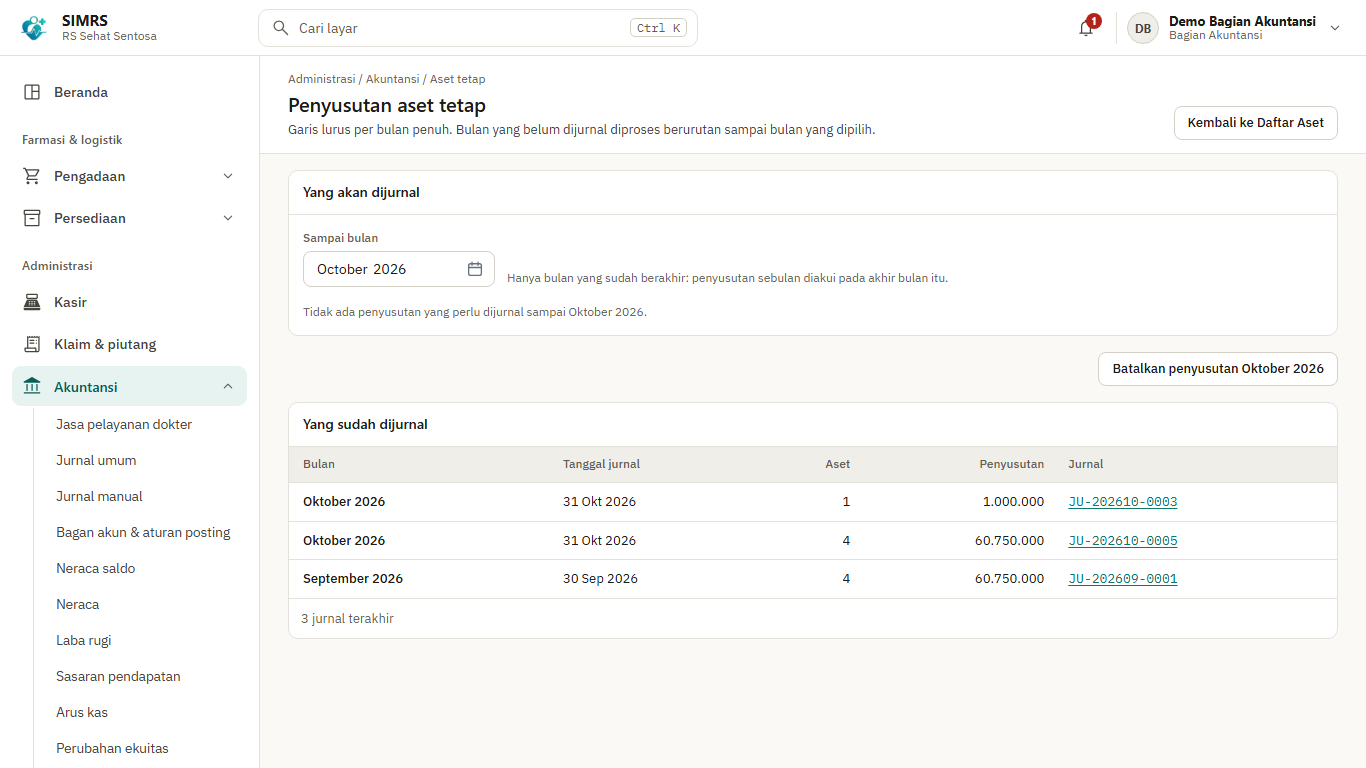 SIMRS
RS Sehat Sentosa
Cari layar
Ctrl K
1
DB
Demo Bagian Akuntansi
Bagian Akuntansi
Beranda
Farmasi & logistik
Pengadaan
Persediaan
Administrasi
Kasir
Klaim & piutang
Akuntansi
Jasa pelayanan dokter
Jurnal umum
Jurnal manual
Bagan akun & aturan posting
Neraca saldo
Neraca
Laba rugi
Sasaran pendapatan
Arus kas
Perubahan ekuitas
Administrasi / Akuntansi / Aset tetap
Penyusutan aset tetap
Garis lurus per bulan penuh. Bulan yang belum dijurnal diproses berurutan sampai bulan yang dipilih.
Kembali ke Daftar Aset
Yang akan dijurnal
Sampai bulan
October 2026
Hanya bulan yang sudah berakhir: penyusutan sebulan diakui pada akhir bulan itu.
Tidak ada penyusutan yang perlu dijurnal sampai Oktober 2026.
Batalkan penyusutan Oktober 2026
Yang sudah dijurnal
Bulan Tanggal jurnal Aset Penyusutan Jurnal
Oktober 2026 31 Okt 2026 1 1.000.000 JU-202610-0003
Oktober 2026 31 Okt 2026 4 60.750.000 JU-202610-0005
September 2026 30 Sep 2026 4 60.750.000 JU-202609-0001
3 jurnal terakhir